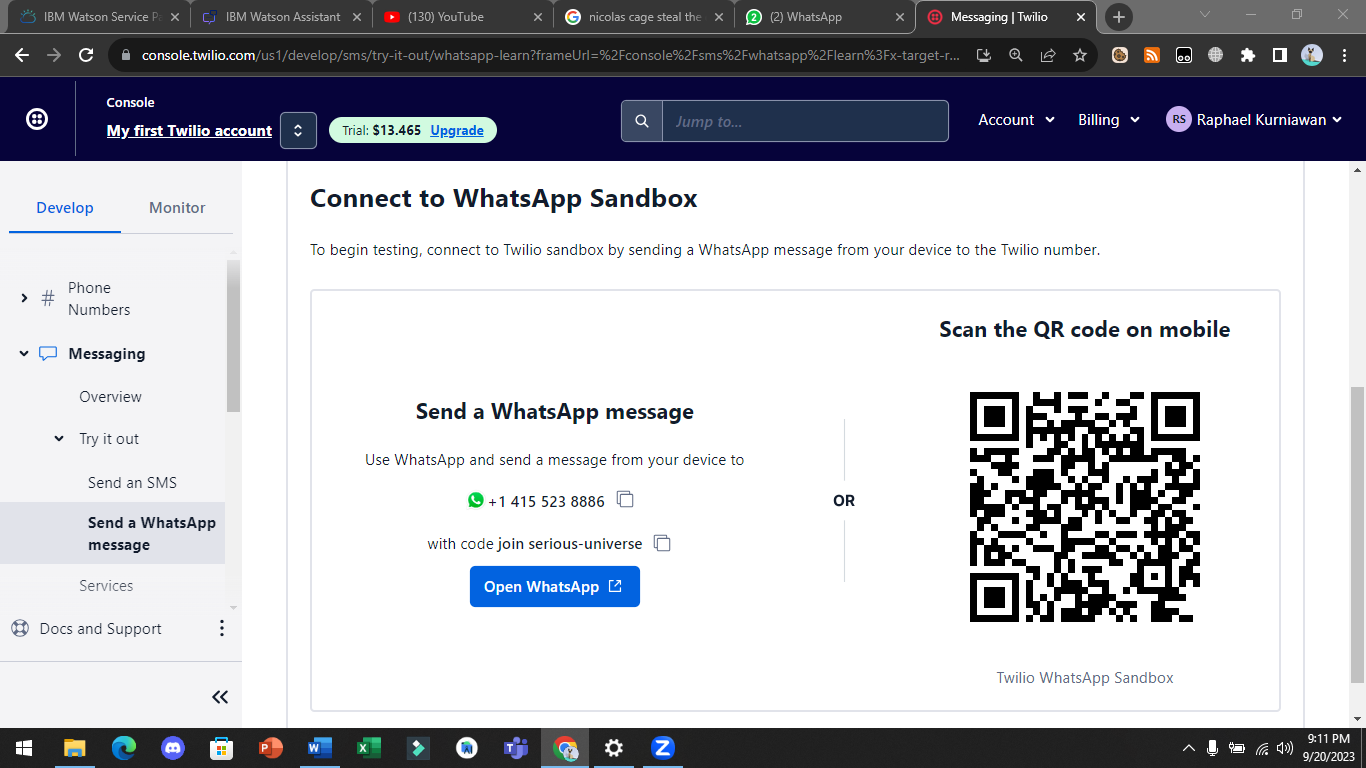 IBM Watson Service Pa
IBM Watson Assistant
(130) YouTube
nicolas cage steal the
(2) WhatsApp
Messaging | Twilio
console.twilio.com/us1/develop/sms/try-it-out/whatsapp-learn?frameUrl=%2Fconsole%2Fsms%2Fwhatsapp%2Flearn%3Fx-target-r...
Console
My first Twilio account
Trial: $13.465 Upgrade
Jump to...
Account
Billing
RS
Raphael Kurniawan
Develop
Monitor
Phone
Numbers
Messaging
Overview
Try it out
Send an SMS
Send a WhatsApp
message
Services
Docs and Support
Connect to WhatsApp Sandbox
To begin testing, connect to Twilio sandbox by sending a WhatsApp message from your device to the Twilio number.
Send a WhatsApp message
Use WhatsApp and send a message from your device to
+1 415 523 8886
with code join serious-universe
Open WhatsApp
OR
Scan the QR code on mobile
Twilio WhatsApp Sandbox
9:11 PM
9/20/2023